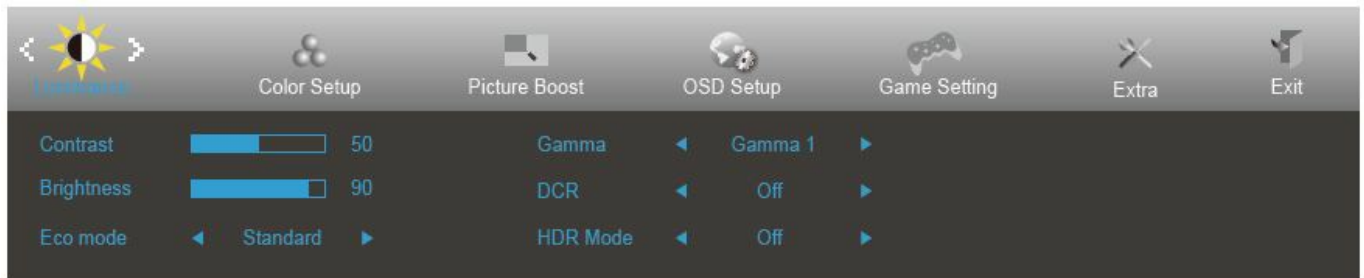 Luminance
Color Setup
Picture Boost
OSD Setup
Game Setting
Extra
Exit
Contrast 50
Gamma Gamma 1
Brightness 90
DCR Off
Eco mode Standard
HDR Mode Off